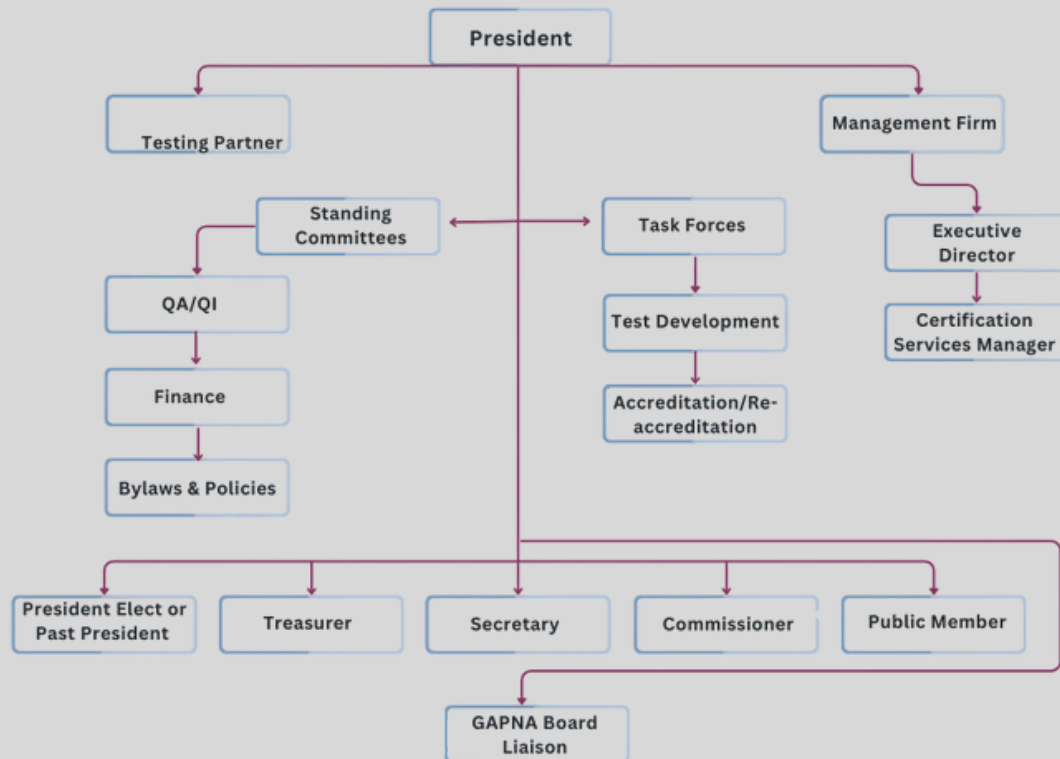 President
Testing Partner
Management Firm
Standing
Committees
Task Forces
Executive
Director
QA/QI
Test Development
Certification
Services Manager
Finance
Accreditation/Re-
accreditation
Bylaws & Policies
President Elect or
Past President
Treasurer
Secretary
Commissioner
Public Member
GAPNA Board
Liaison